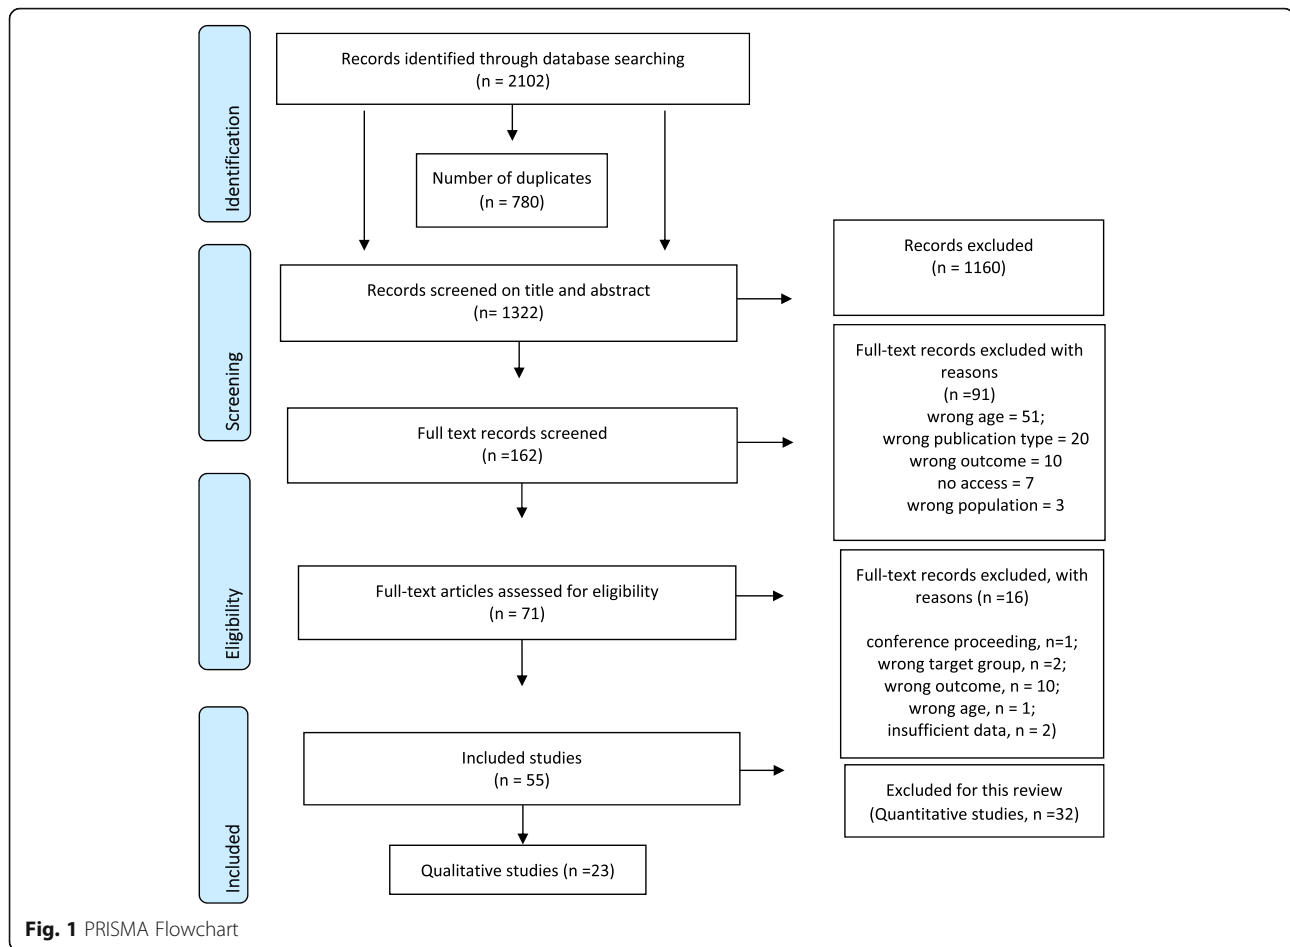 Identification
Records identified through database searching
(n = 2102)
Number of duplicates
(n = 780)
Screening
Records screened on title and abstract
(n= 1322)
Records excluded
(n = 1160)
Full text records screened
(n =162)
Full-text records excluded with
reasons
(n =91)
wrong age = 51;
wrong publication type = 20
wrong outcome = 10
no access = 7
wrong population = 3
Eligibility
Full-text articles assessed for eligibility
(n = 71)
Full-text records excluded, with
reasons (n =16)
conference proceeding, n=1;
wrong target group, n =2;
wrong outcome, n = 10;
wrong age, n = 1;
insufficient data, n = 2)
Included
Included studies
(n = 55)
Excluded for this review
(Quantitative studies, n =32)
Qualitative studies (n =23)
Fig. 1 PRISMA Flowchart